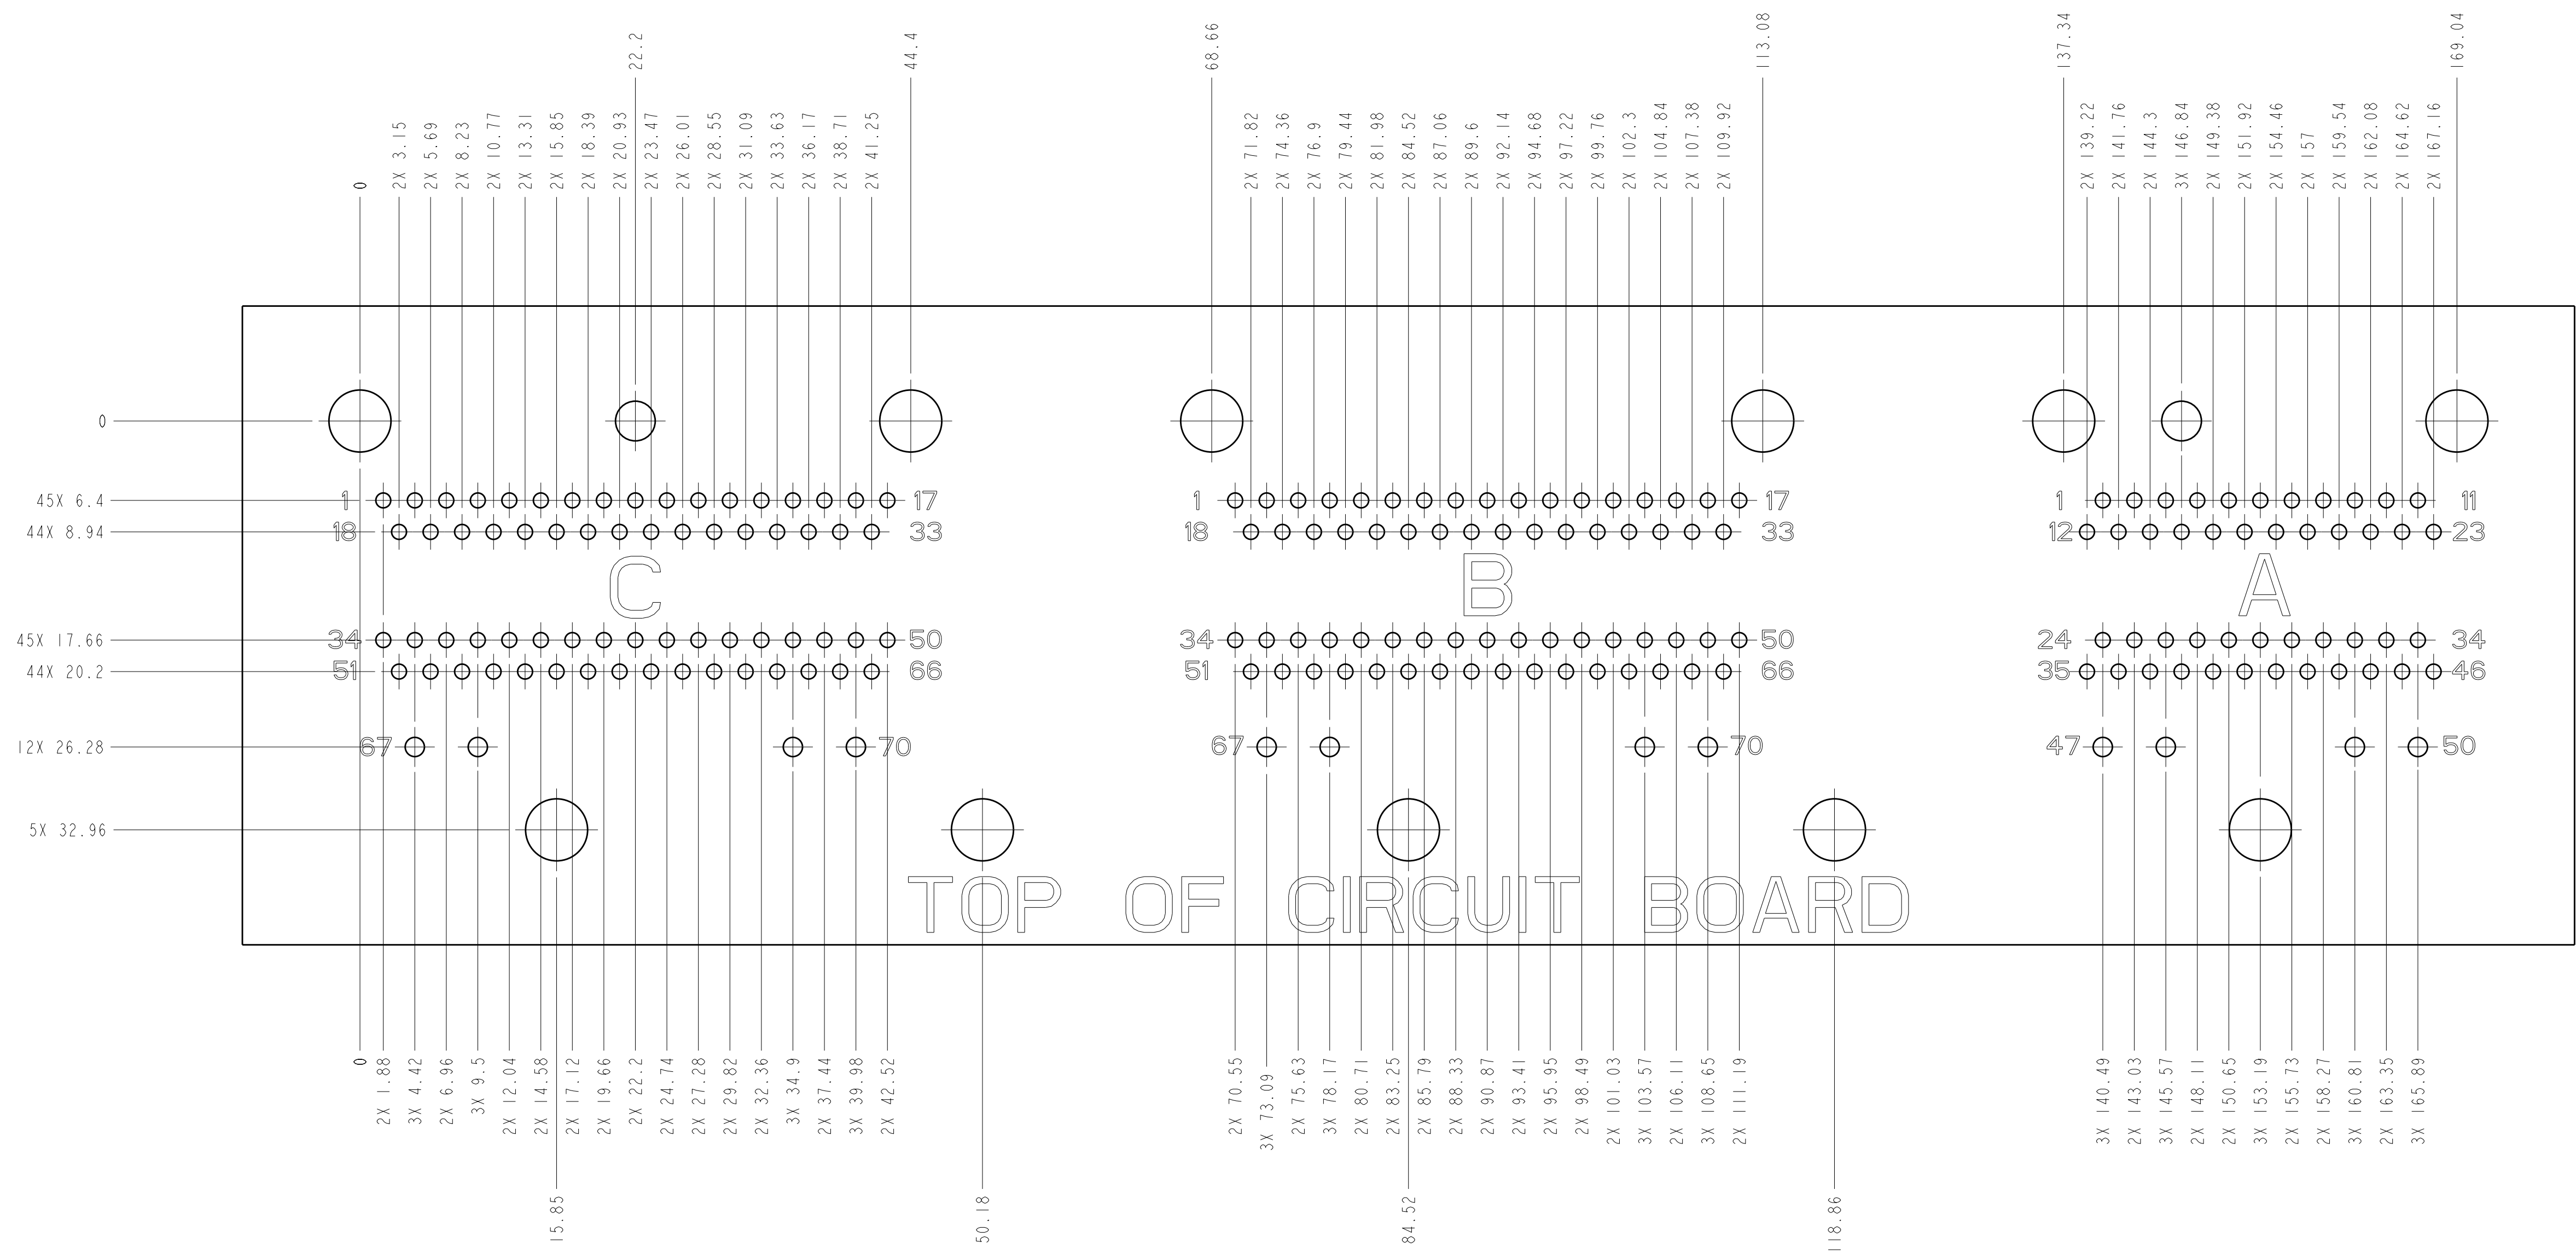 22.2
44.4
68.66
113.08
137.34
169.04
0
2X 3.15
2X 5.69
2X 8.23
2X 10.77
2X 13.31
2X 15.85
2X 18.39
2X 20.93
2X 23.47
2X 26.01
2X 28.55
2X 31.09
2X 33.63
2X 36.17
2X 38.71
2X 41.25
2X 71.82
2X 74.36
2X 76.9
2X 79.44
2X 81.98
2X 84.52
2X 87.06
2X 89.6
2X 92.14
2X 94.68
2X 97.22
2X 99.76
2X 102.3
2X 104.84
2X 107.38
2X 109.92
2X 139.22
2X 141.76
2X 144.3
3X 146.84
2X 149.38
2X 151.92
2X 154.46
2X 157
2X 159.54
2X 162.08
2X 164.62
2X 167.16
0
45X 6.4
1
17
1
17
1
11
44X 8.94
18
33
18
33
12
23
C
B
A
45X 17.66
34
50
34
50
24
34
44X 20.2
51
66
51
66
35
46
12X 26.28
67
70
67
70
47
50
5X 32.96
TOP OF CIRCUIT BOARD
0
2X 1.88
3X 4.42
2X 6.96
3X 9.5
2X 12.04
2X 14.58
2X 17.12
2X 19.66
2X 22.2
2X 24.74
2X 27.28
2X 29.82
2X 32.36
3X 34.9
2X 37.44
3X 39.98
2X 42.52
2X 70.55
3X 73.09
2X 75.63
3X 78.17
2X 80.71
2X 83.25
2X 85.79
2X 88.33
2X 90.87
2X 93.41
2X 95.95
2X 98.49
2X 101.03
3X 103.57
2X 106.11
3X 108.65
2X 111.19
3X 140.49
2X 143.03
3X 145.57
2X 148.11
2X 150.65
3X 153.19
2X 155.73
2X 158.27
3X 160.81
2X 163.35
3X 165.89
15.85
50.18
84.52
118.86